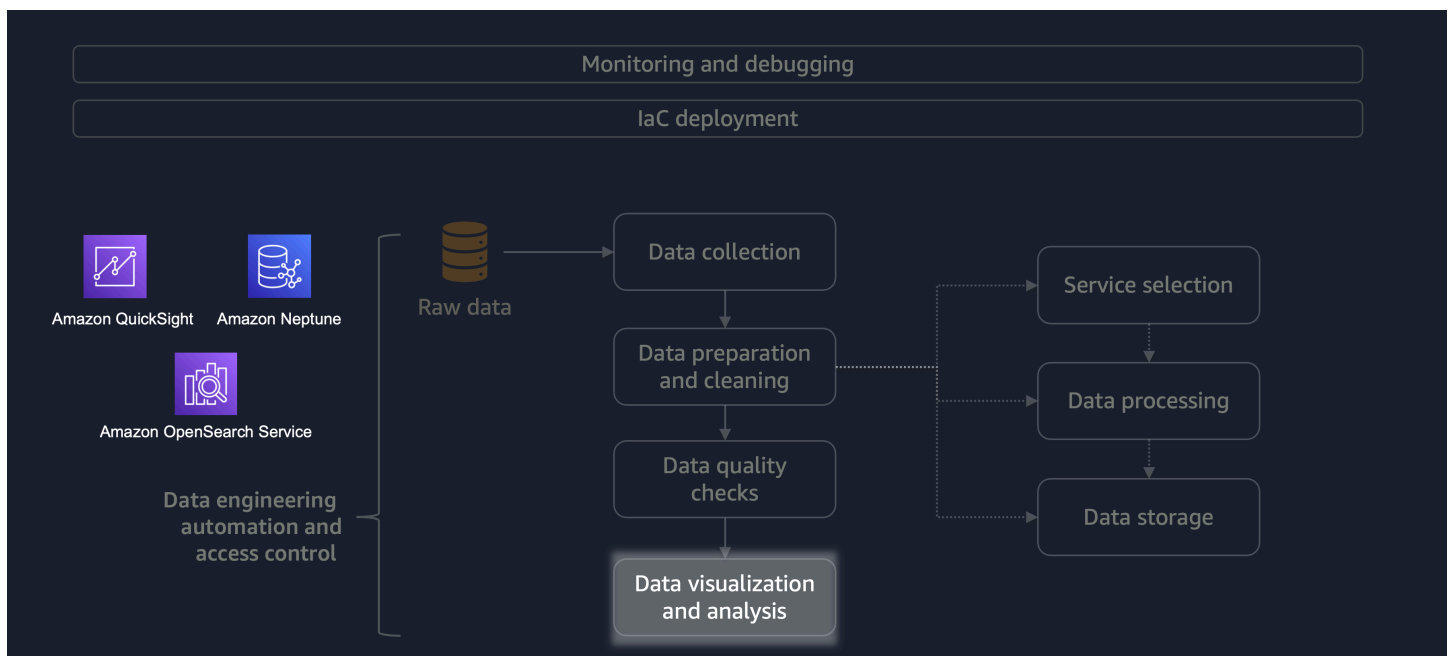 Monitoring and debugging
IaC deployment
Amazon QuickSight
Amazon Neptune
Amazon OpenSearch Service
Data engineering
automation and
access control
Raw data
Data collection
Data preparation
and cleaning
Data quality
checks
Data visualization
and analysis
Service selection
Data processing
Data storage